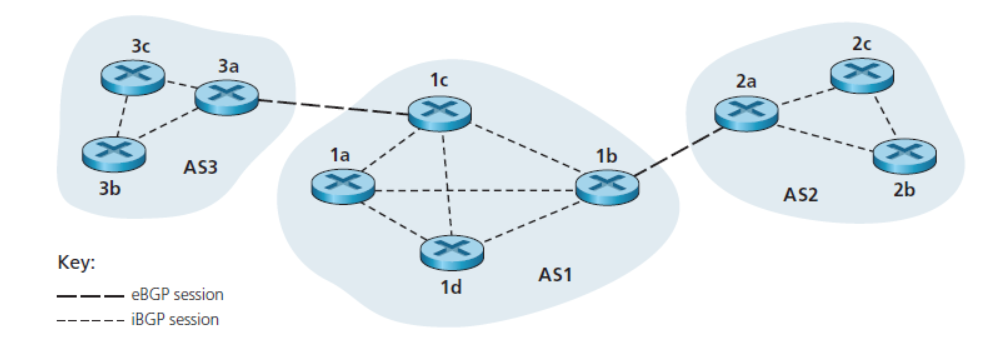 3c
3a
3b
AS3
1c
1a
1b
1d
AS1
2c
2a
2b
AS2
Key:
eBGP session
iBGP session